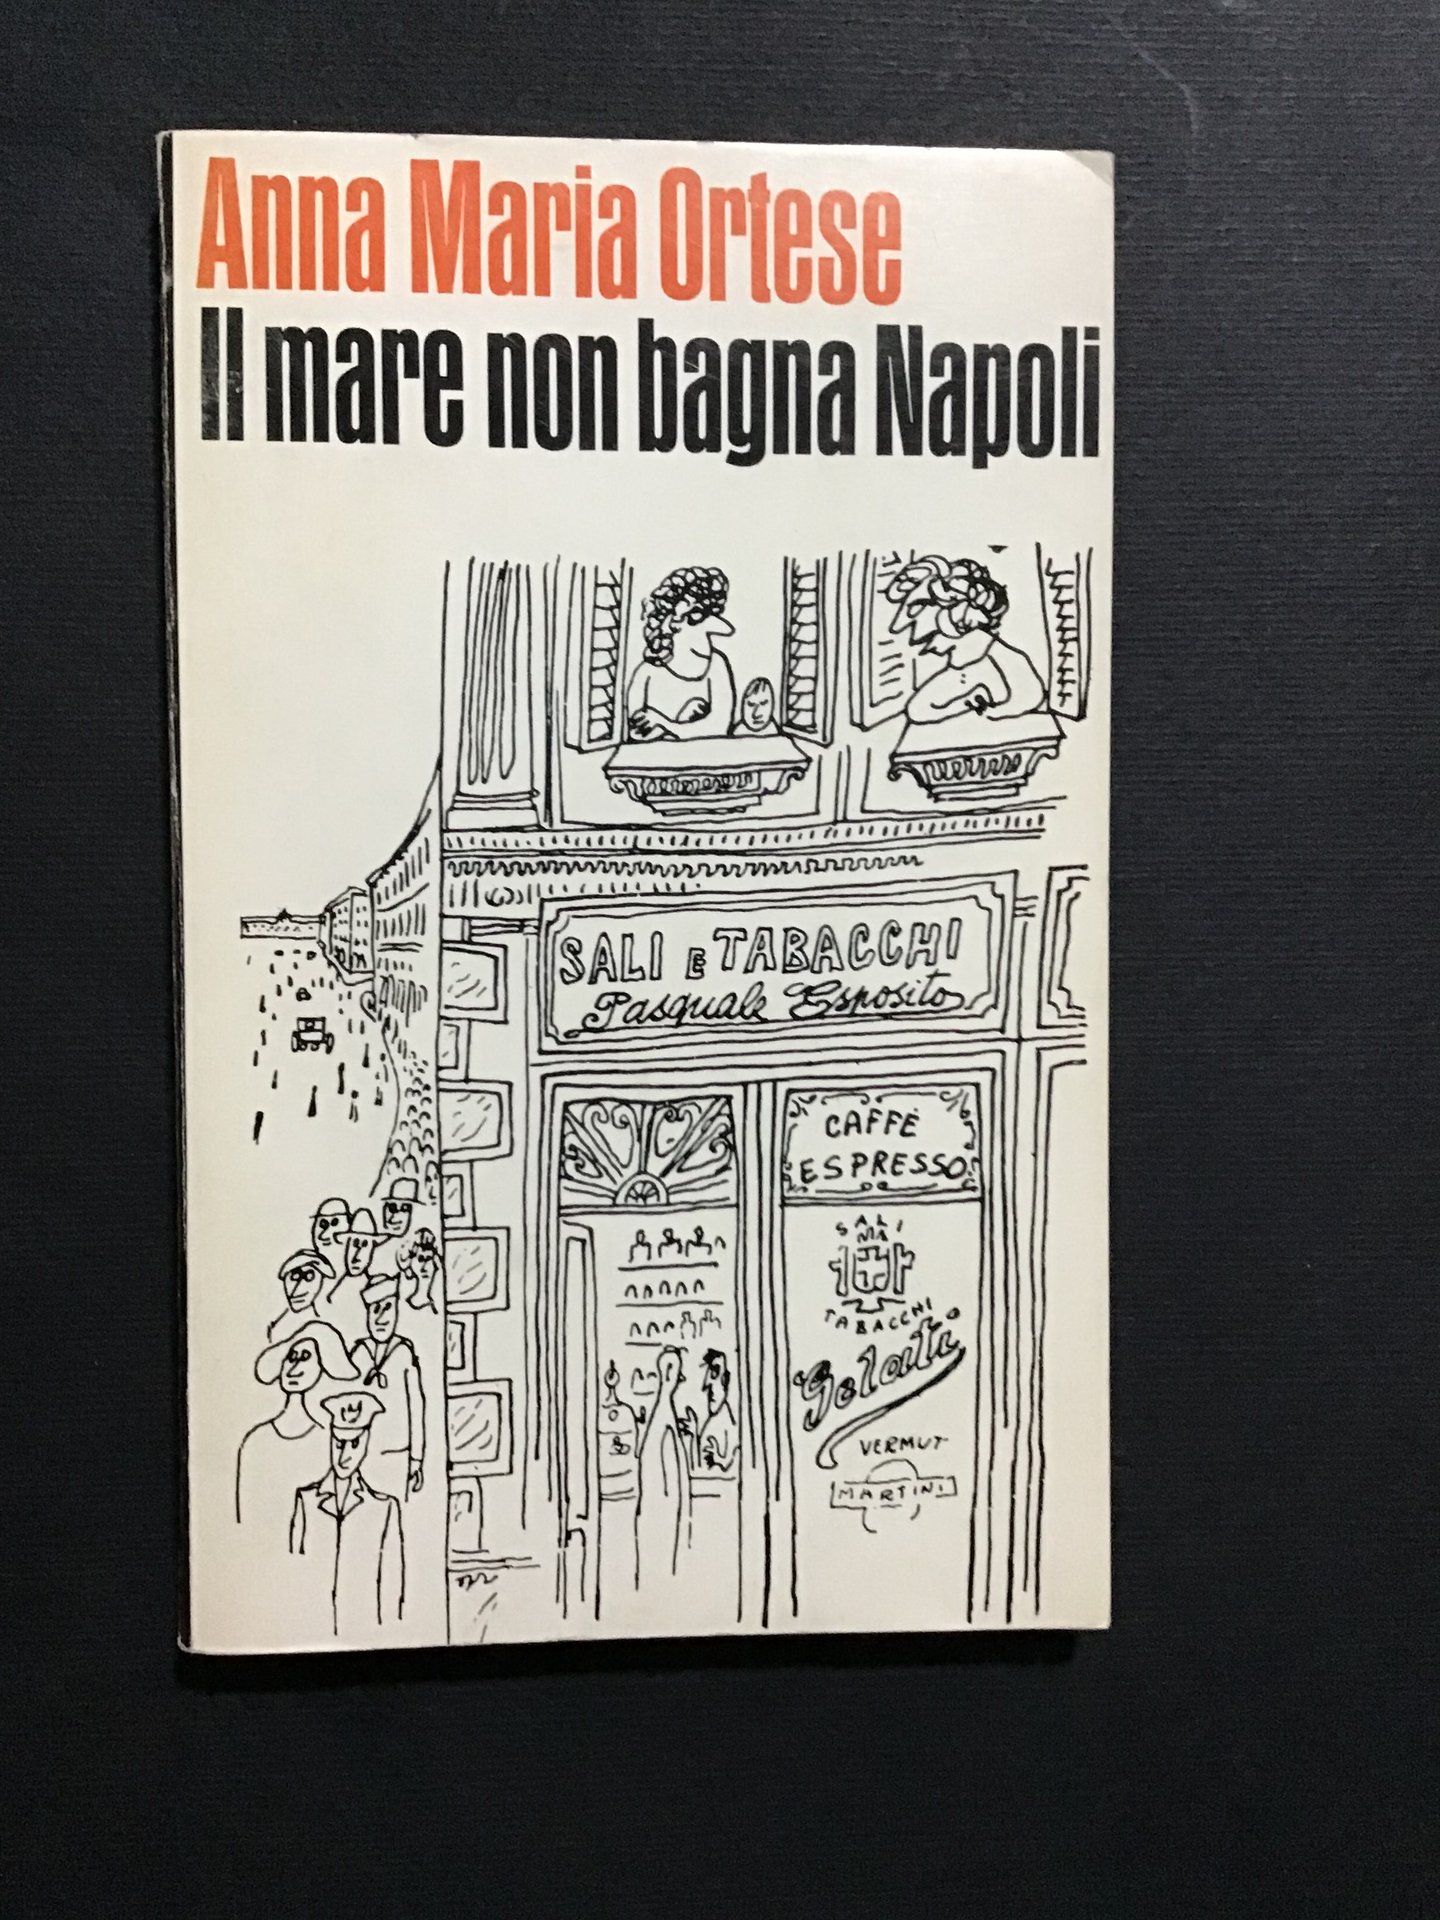 Anna Maria Ortese
Il mare non bagna Napoli
SALI E TABACCHI
Pasquale Esposito
CAFFÈ
ESPRESSO
SALI
TABACCHI
Gelati
VERMUT
MARTINI